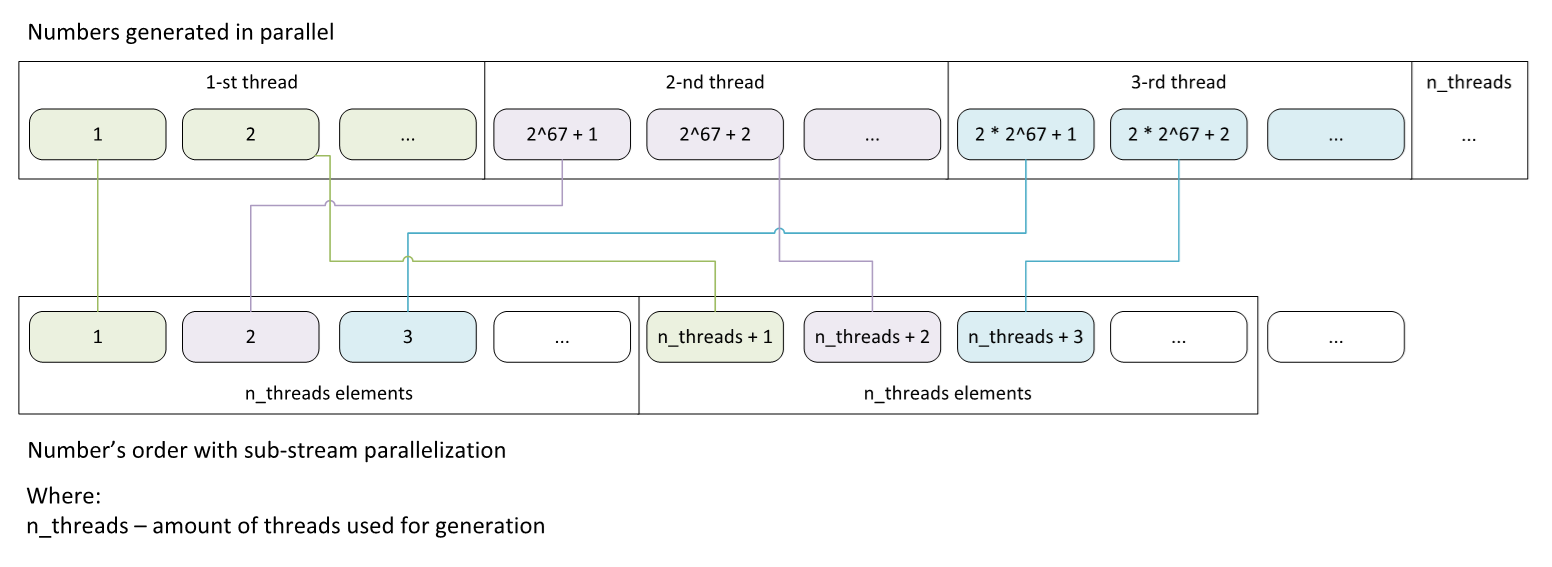 Numbers generated in parallel
1-st thread
2-nd thread
3-rd thread
n_threads
1
2
...
2^67 + 1
2^67 + 2
...
2 * 2^67 + 1
2 * 2^67 + 2
...
...
1
2
3
...
n_threads + 1
n_threads + 2
n_threads + 3
...
...
n_threads elements
n_threads elements
Number’s order with sub-stream parallelization
Where:
n_threads – amount of threads used for generation